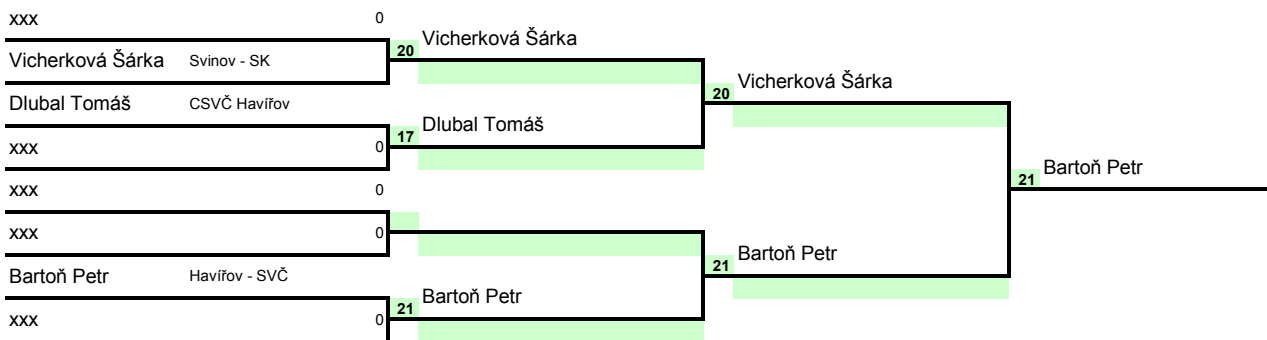 xxx 0
Vicherková Šárka Svinov - SK
20 Vicherková Šárka
Dlubal Tomáš CSVČ Havířov
xxx 0
17 Dlubal Tomáš
20 Vicherková Šárka
xxx 0
xxx 0
Bartoň Petr Havířov - SVČ
xxx 0
21 Bartoň Petr
21 Bartoň Petr
21 Bartoň Petr